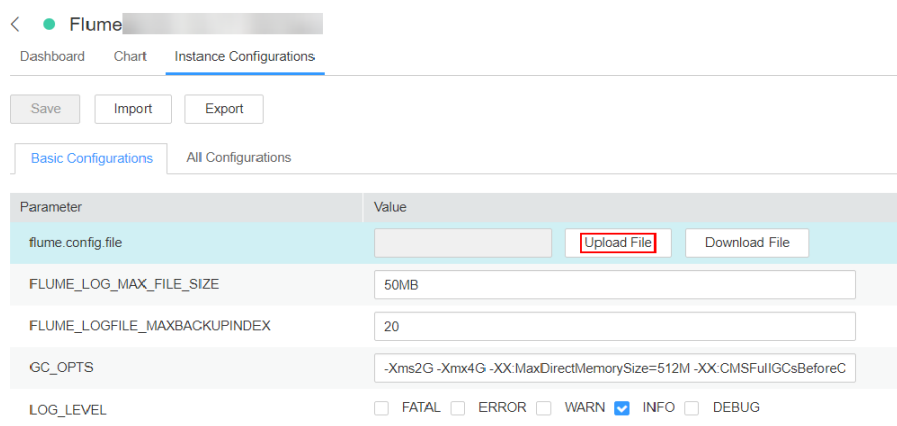 Flume
Dashboard Chart Instance Configurations
Save Import Export
Basic Configurations All Configurations
Parameter Value
flume.config.file Upload File Download File
FLUME_LOG_MAX_FILE_SIZE 50MB
FLUME_LOGFILE_MAXBACKUPINDEX 20
GC_OPTS -Xms2G -Xmx4G -XX:MaxDirectMemorySize=512M -XX:CMSFullGCsBeforeC
LOG_LEVEL FATAL ERROR WARN INFO DEBUG